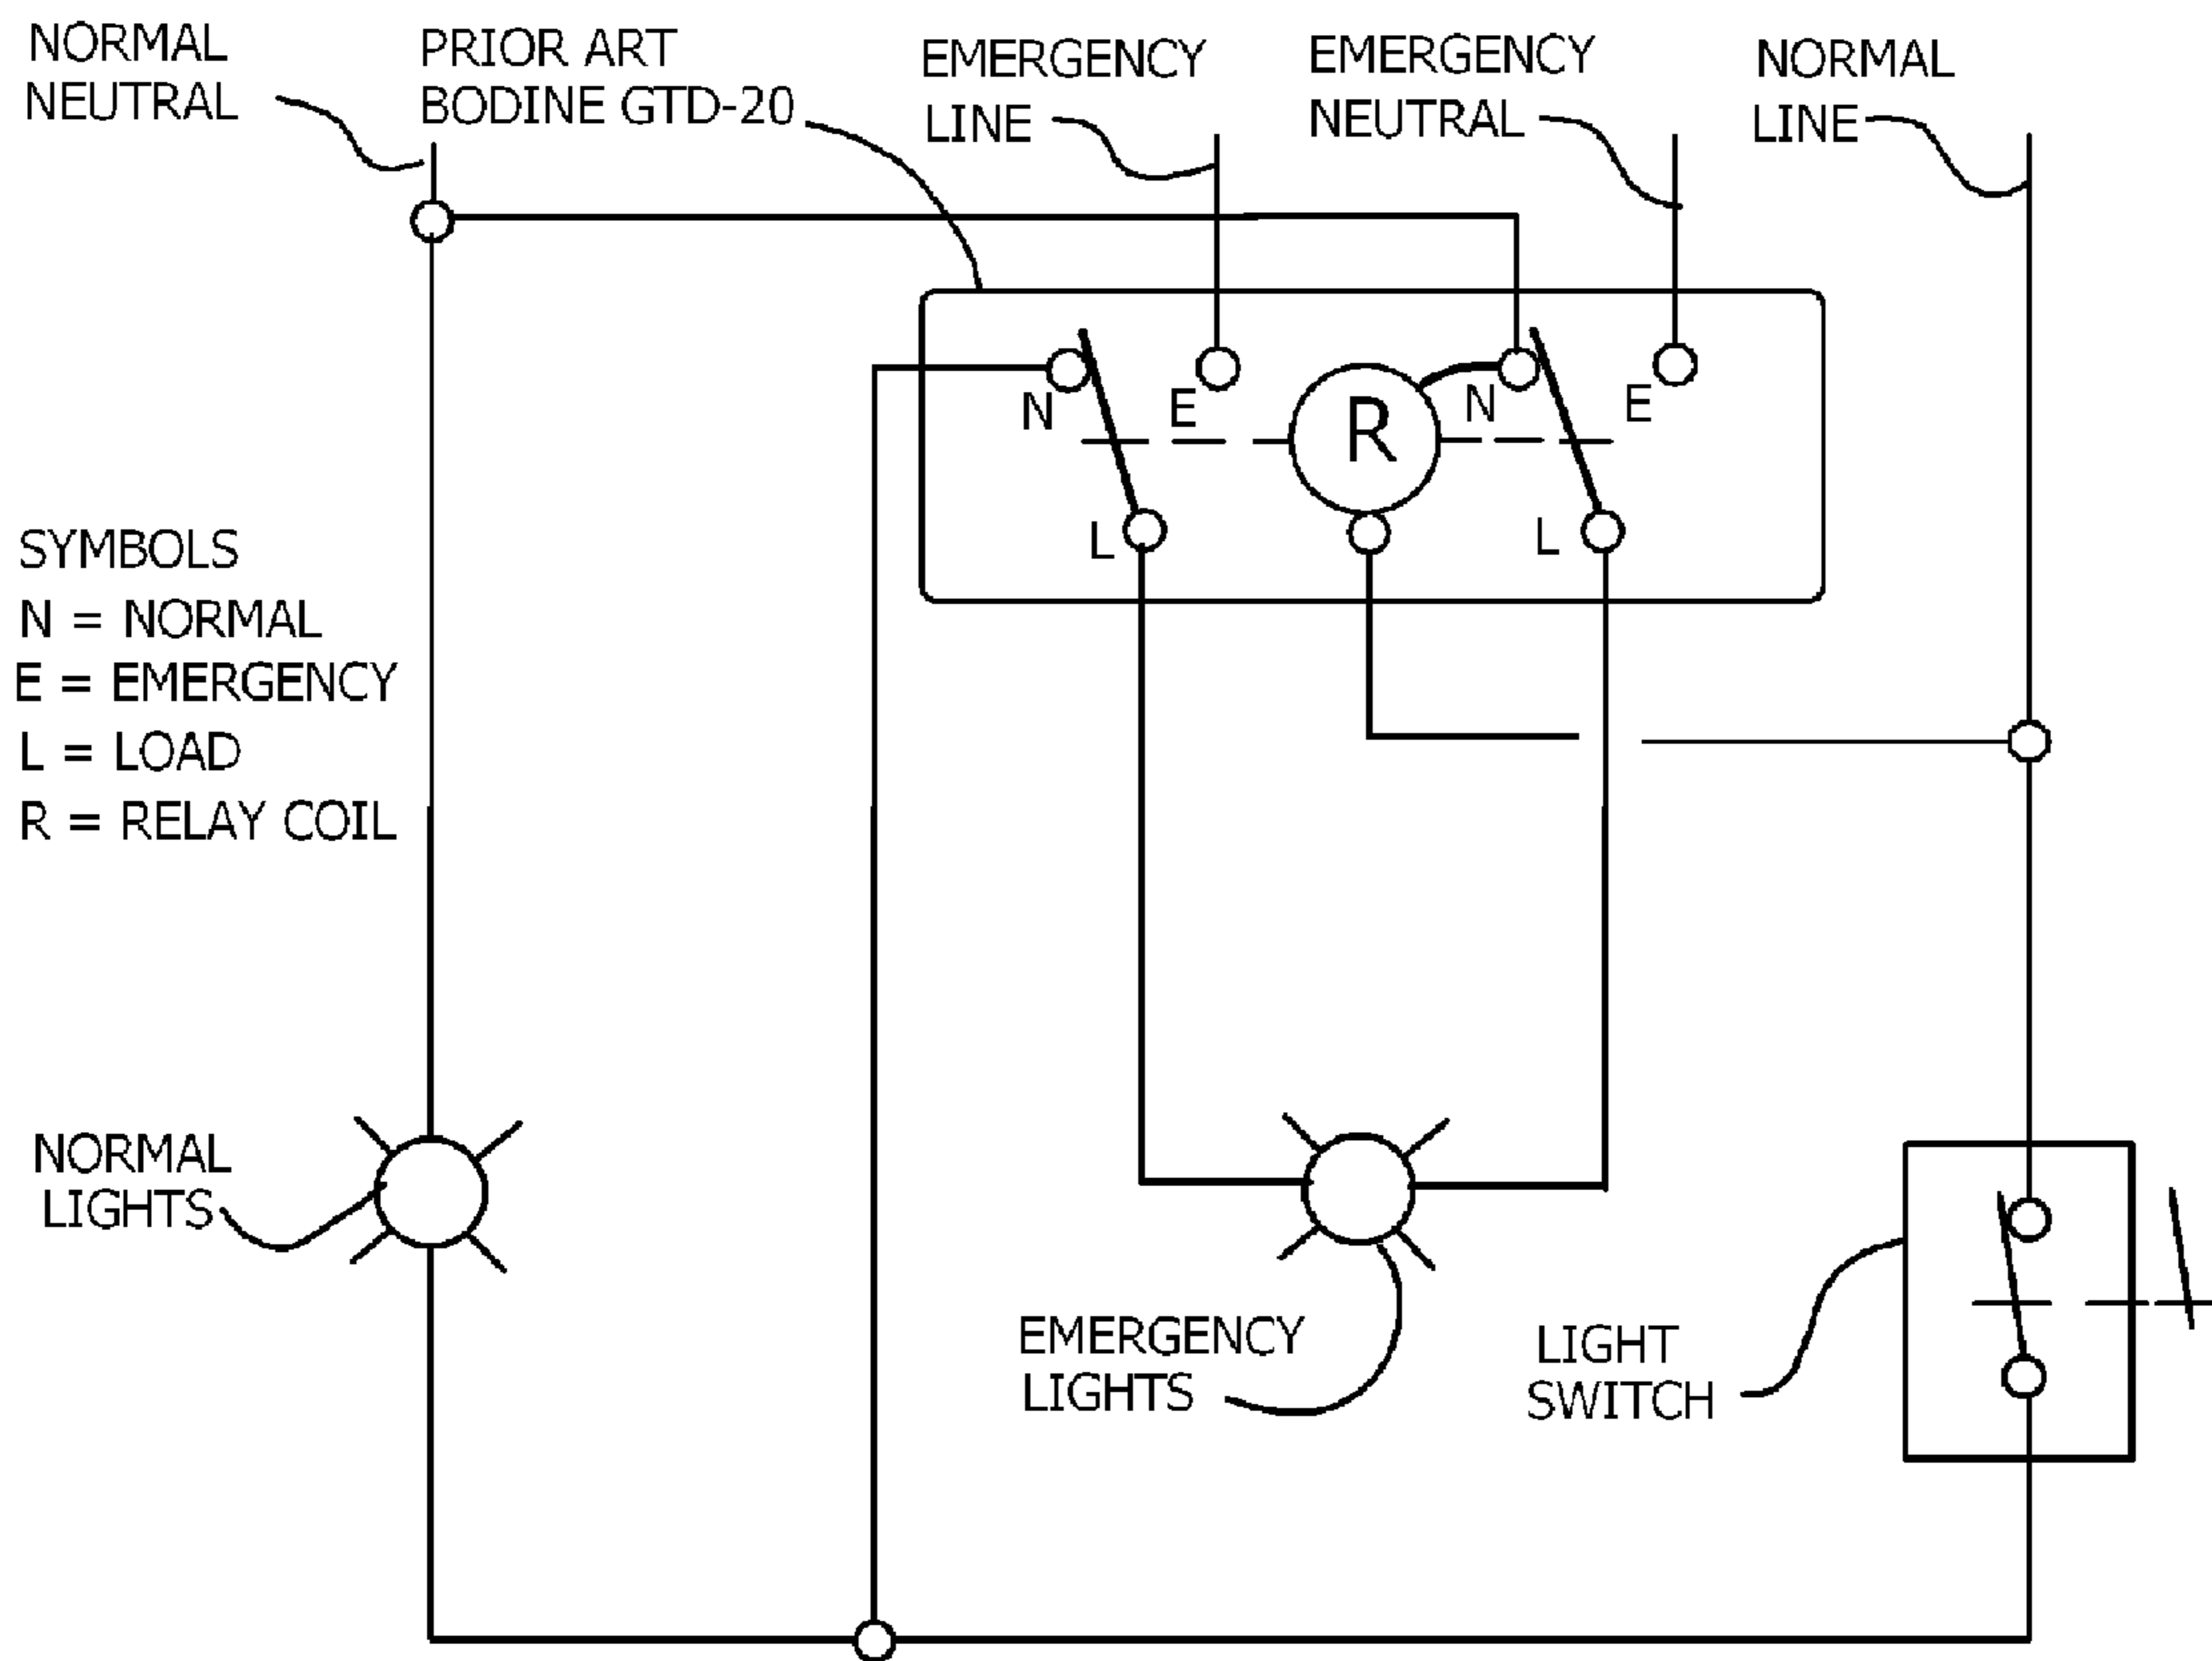 NORMAL
NEUTRAL
PRIOR ART
BODINE GTD-20
EMERGENCY
LINE
EMERGENCY
NEUTRAL
NORMAL
LINE
N
E
R
N
E
L
L
SYMBOLS
N = NORMAL
E = EMERGENCY
L = LOAD
R = RELAY COIL
NORMAL
LIGHTS
EMERGENCY
LIGHTS
LIGHT
SWITCH